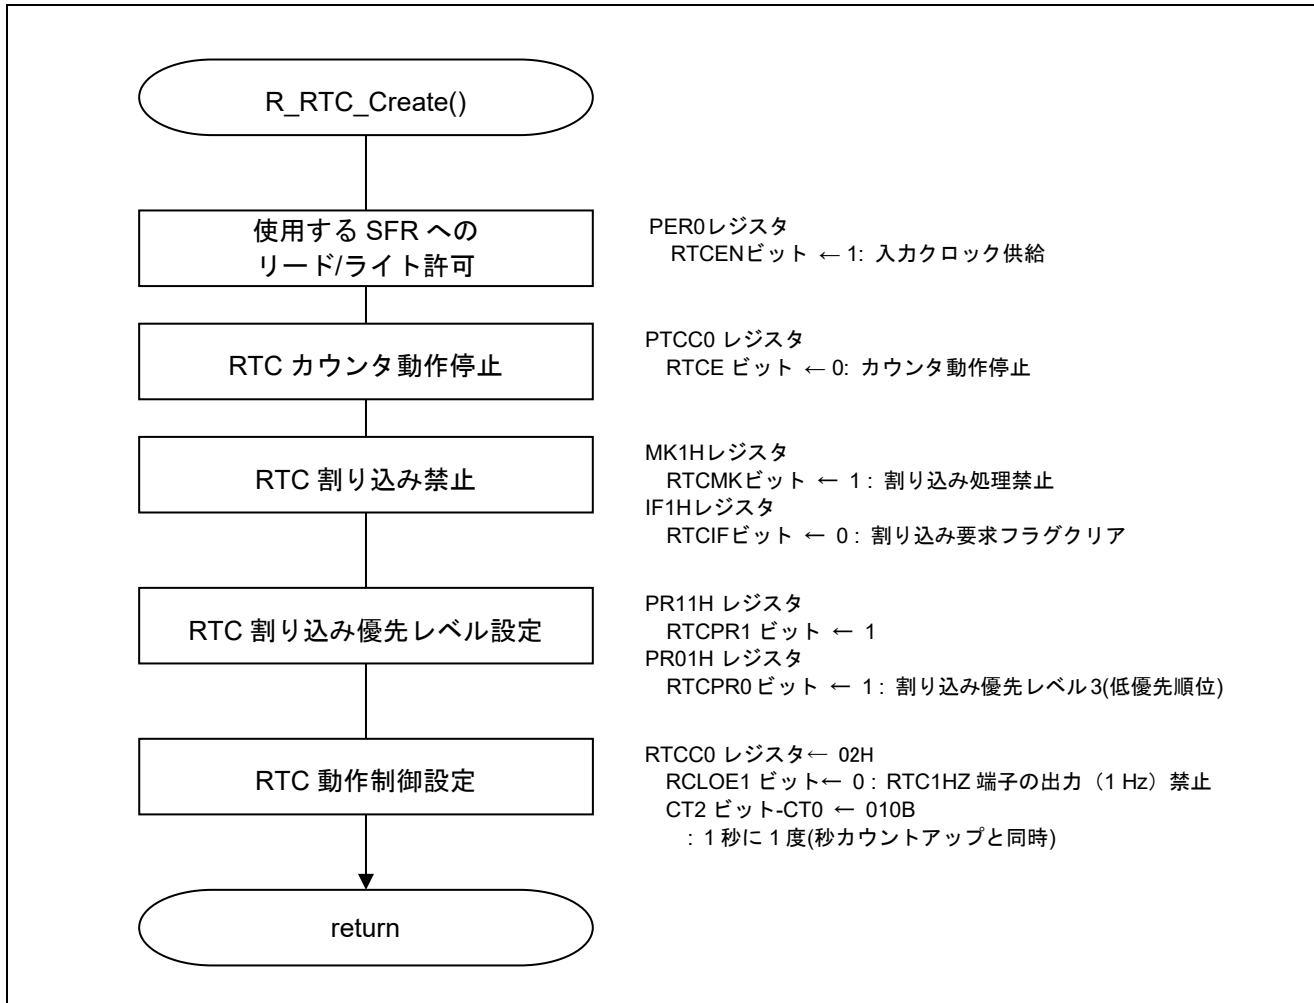 R_RTC_Create()
使用する SFR への
リード/ライト許可
PER0レジスタ
RTCENビット ← 1: 入力クロック供給
RTC カウンタ動作停止
PTCC0 レジスタ
RTCE ビット ← 0: カウンタ動作停止
RTC 割り込み禁止
MK1Hレジスタ
RTCMKビット ← 1 : 割り込み処理禁止
IF1Hレジスタ
RTCIFビット ← 0 : 割り込み要求フラグクリア
RTC 割り込み優先レベル設定
PR11H レジスタ
RTCPR1 ビット ← 1
PR01H レジスタ
RTCPR0 ビット ← 1 : 割り込み優先レベル3(低優先順位)
RTC 動作制御設定
RTCC0 レジスタ← 02H
RCLOE1 ビット← 0 : RTC1HZ 端子の出力（1 Hz）禁止
CT2 ビット-CT0 ← 010B
: 1 秒に 1 度(秒カウントアップと同時)
return